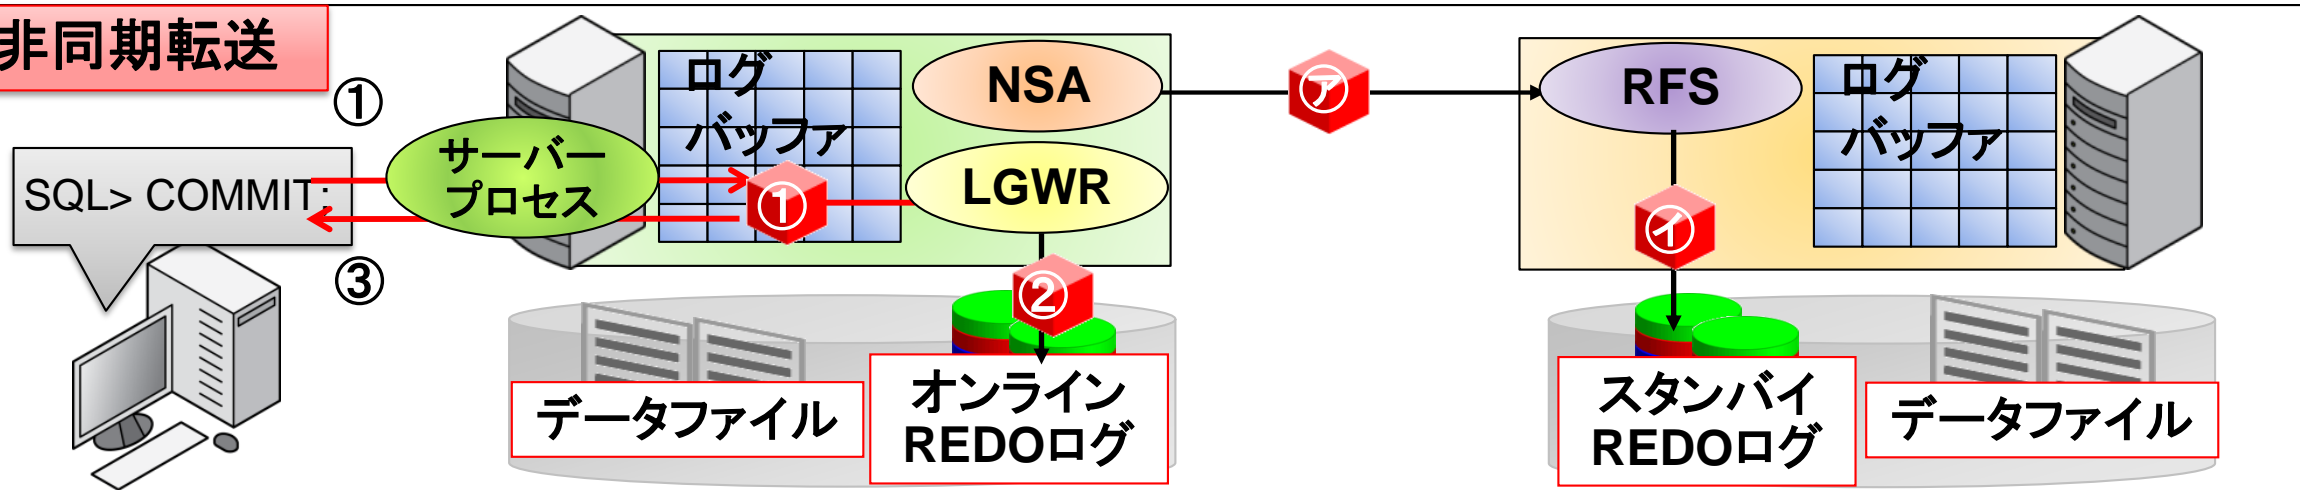 非同期転送
①
SQL> COMMIT;
③
サーバー
プロセス
ログ
バッファ
①
NSA
LGWR
②
データファイル
オンライン
REDOログ
ア
RFS
イ
ログ
バッファ
スタンバイ
REDOログ
データファイル